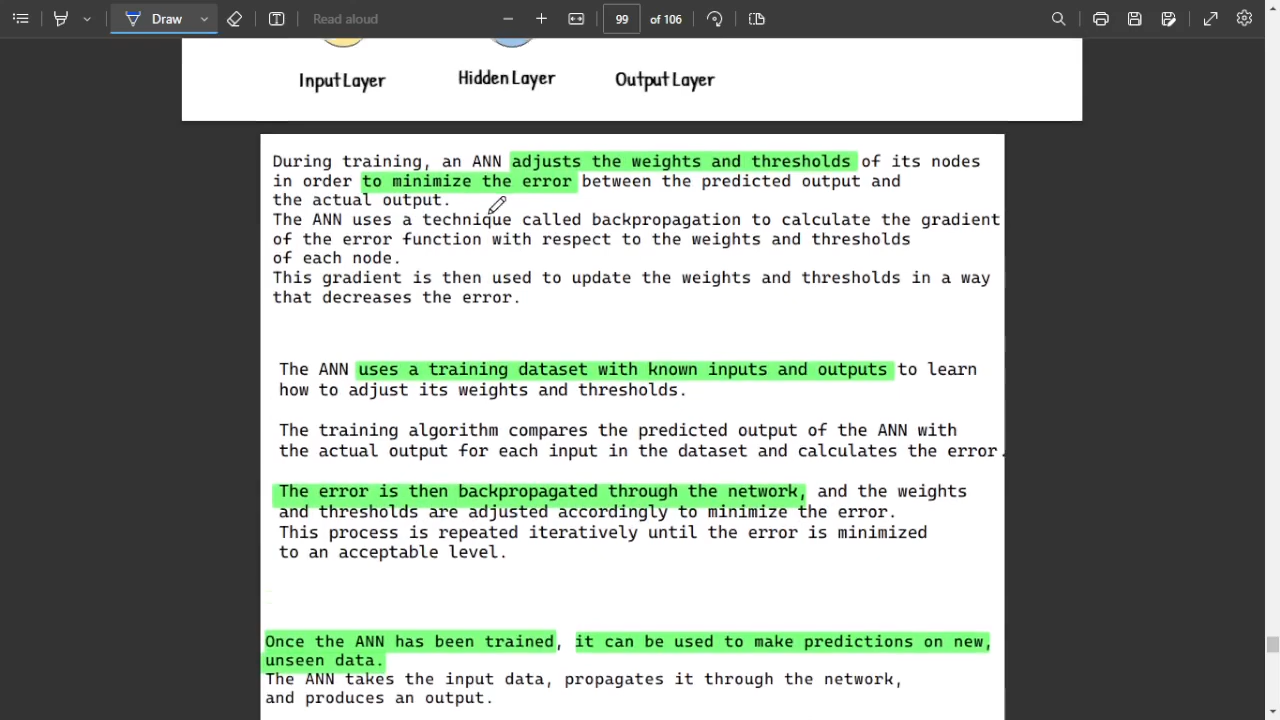 Draw
Read aloud
99
of 106
Input Layer
Hidden Layer
Output Layer
During training, an ANN adjusts the weights and thresholds of its nodes
in order to minimize the error between the predicted output and
the actual output.
The ANN uses a technique called backpropagation to calculate the gradient
of the error function with respect to the weights and thresholds
of each node.
This gradient is then used to update the weights and thresholds in a way
that decreases the error.
The ANN uses a training dataset with known inputs and outputs to learn
how to adjust its weights and thresholds.
The training algorithm compares the predicted output of the ANN with
the actual output for each input in the dataset and calculates the error.
The error is then backpropagated through the network, and the weights
and thresholds are adjusted accordingly to minimize the error.
This process is repeated iteratively until the error is minimized
to an acceptable level.
Once the ANN has been trained, it can be used to make predictions on new,
unseen data.
The ANN takes the input data, propagates it through the network,
and produces an output.